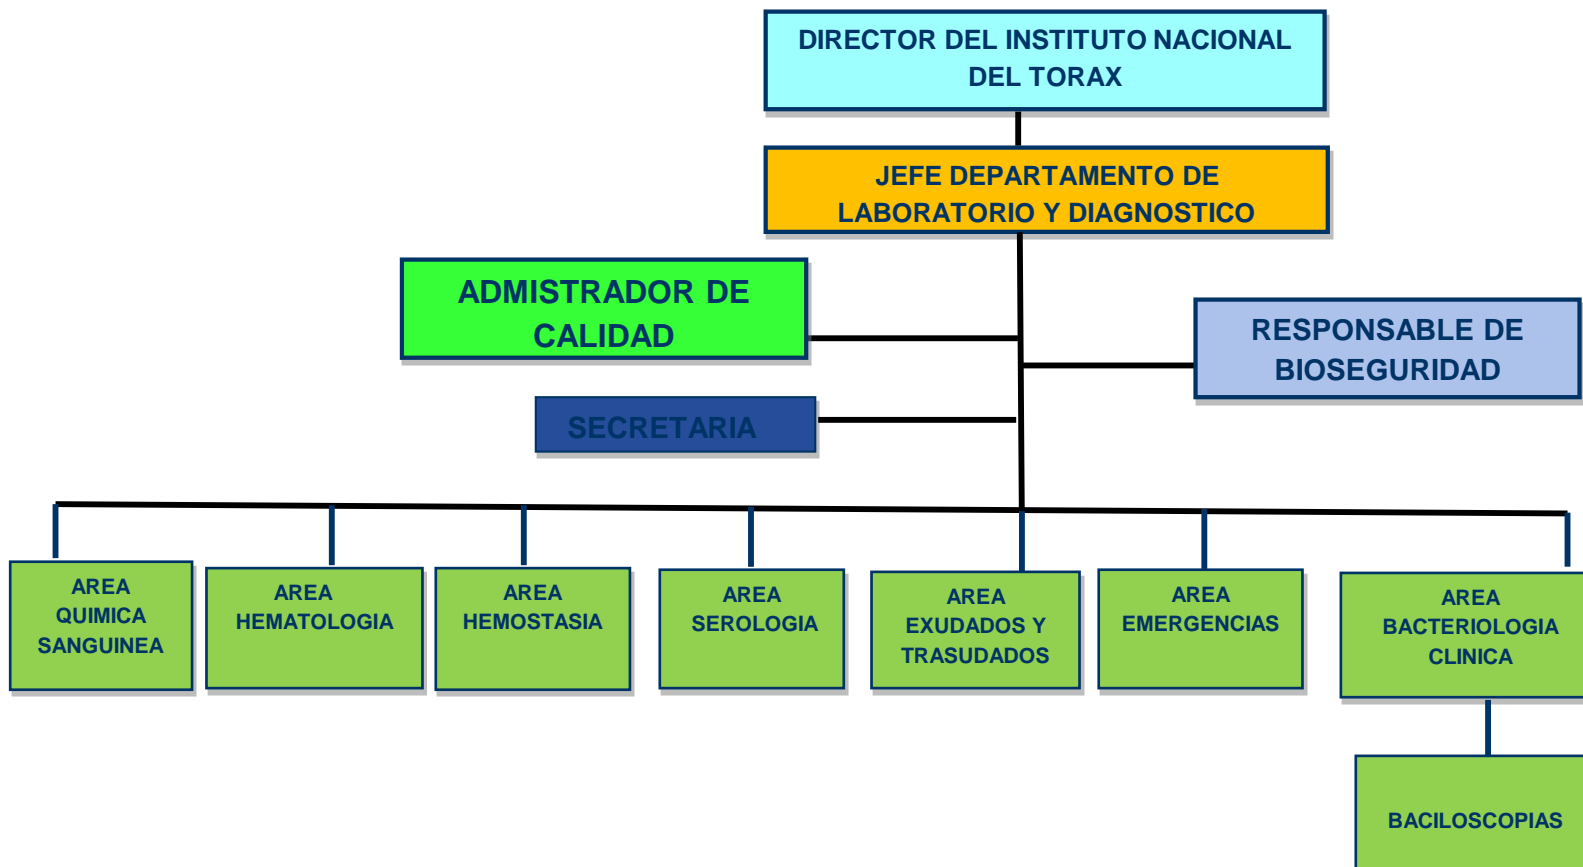 DIRECTOR DEL INSTITUTO NACIONAL
DEL TORAX
JEFE DEPARTAMENTO DE
LABORATORIO Y DIAGNOSTICO
ADMISTRADOR DE
CALIDAD
RESPONSABLE DE
BIOSEGURIDAD
SECRETARIA
AREA
QUIMICA
SANGUINEA
AREA
HEMATOLOGIA
AREA
HEMOSTASIA
AREA
SEROLOGIA
AREA
EXUDADOS Y
TRASUDADOS
AREA
EMERGENCIAS
AREA
BACTERIOLOGIA
CLINICA
BACILOSCOPIAS